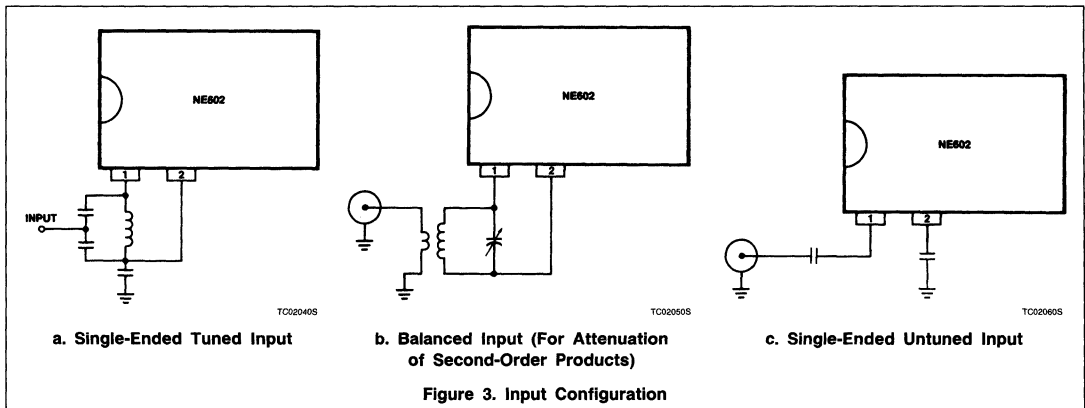 NE602
1 2
INPUT
TC02040S
a. Single-Ended Tuned Input
NE602
1 2
TC02050S
b. Balanced Input (For Attenuation
of Second-Order Products)
NE602
1 2
TC02060S
c. Single-Ended Untuned Input
Figure 3. Input Configuration